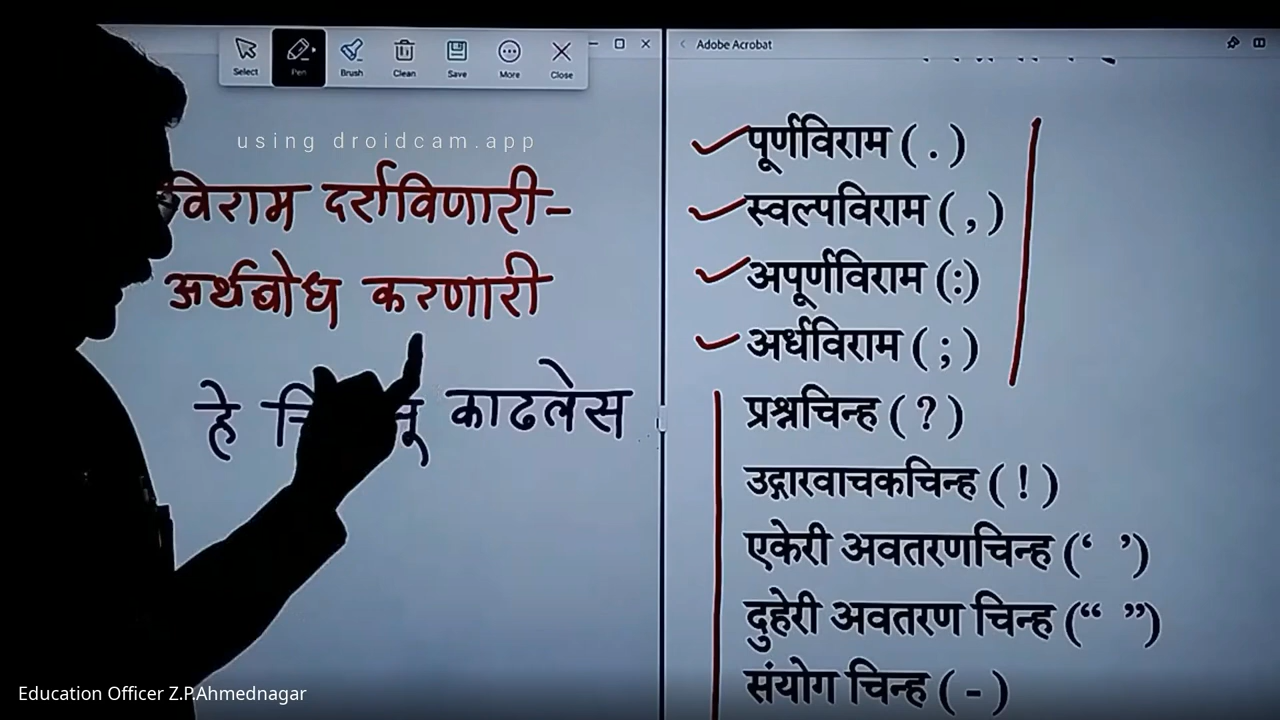 Select
Pen
Brush
Clean
Save
More
Close
using droidcam.app
विराम दर्शविणारी-
अर्थबोध करणारी
हे काढलेस
Adobe Acrobat
पूर्णविराम ( . )
स्वल्पविराम ( , )
अपूर्णविराम (:)
अर्धविराम ( ; )
प्रश्नचिन्ह ( ? )
उद्गारवाचकचिन्ह ( ! )
एकेरी अवतरणचिन्ह (‘ ’)
दुहेरी अवतरण चिन्ह (“ ”)
संयोग चिन्ह ( - )
Education Officer Z.P.Ahmednagar